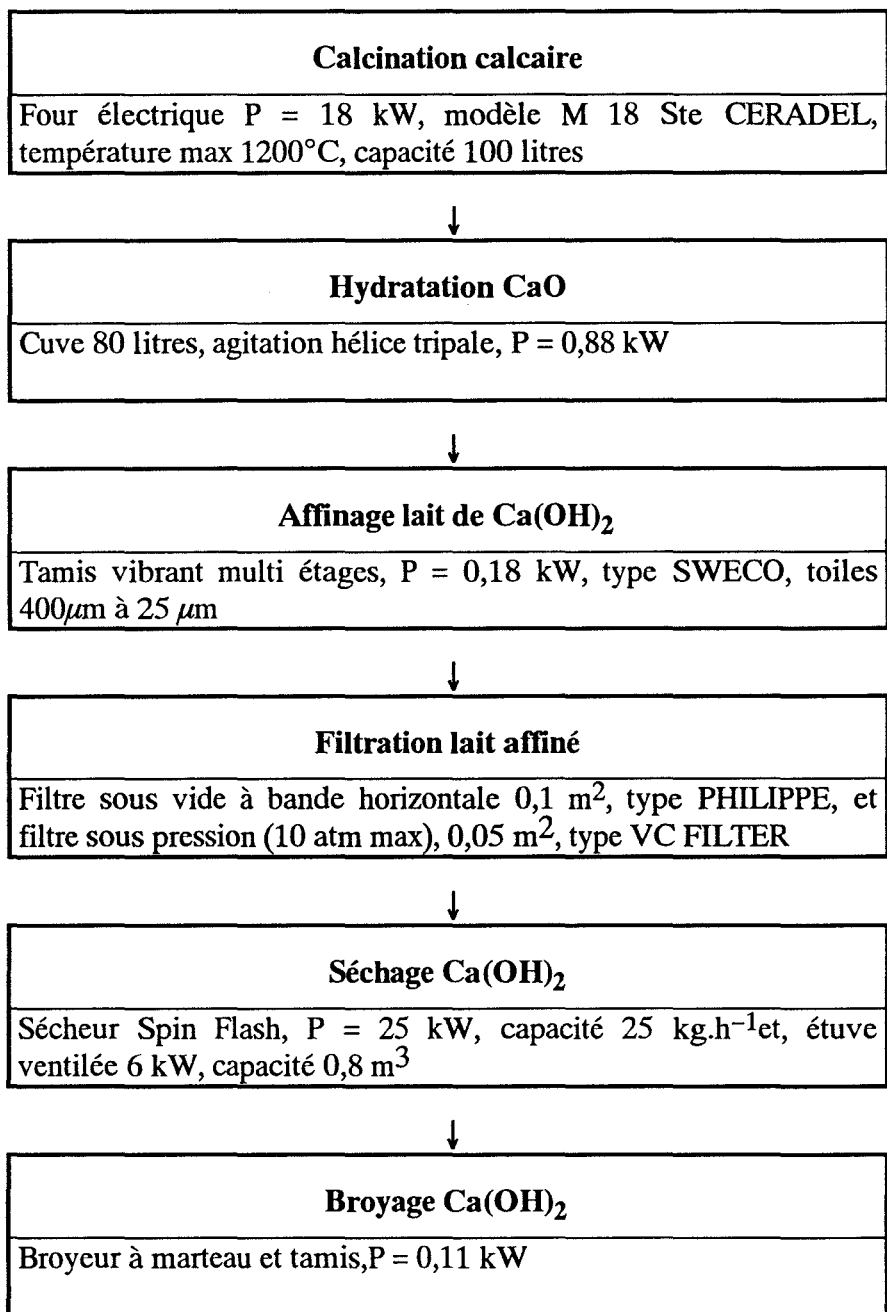 Calcination calcaire
Four électrique P = 18 kW, modèle M 18 Ste CERADEL,
température max 1200°C, capacité 100 litres
↓
Hydratation CaO
Cuve 80 litres, agitation hélice tripale, P = 0,88 kW
↓
Affinage lait de Ca(OH)₂
Tamis vibrant multi étages, P = 0,18 kW, type SWECO, toiles
400μm à 25 μm
↓
Filtration lait affiné
Filtre sous vide à bande horizontale 0,1 m², type PHILIPPE, et
filtre sous pression (10 atm max), 0,05 m², type VC FILTER
↓
Séchage Ca(OH)₂
Sécheur Spin Flash, P = 25 kW, capacité 25 kg.h⁻¹et, étuve
ventilée 6 kW, capacité 0,8 m³
↓
Broyage Ca(OH)₂
Broyeur à marteau et tamis,P = 0,11 kW